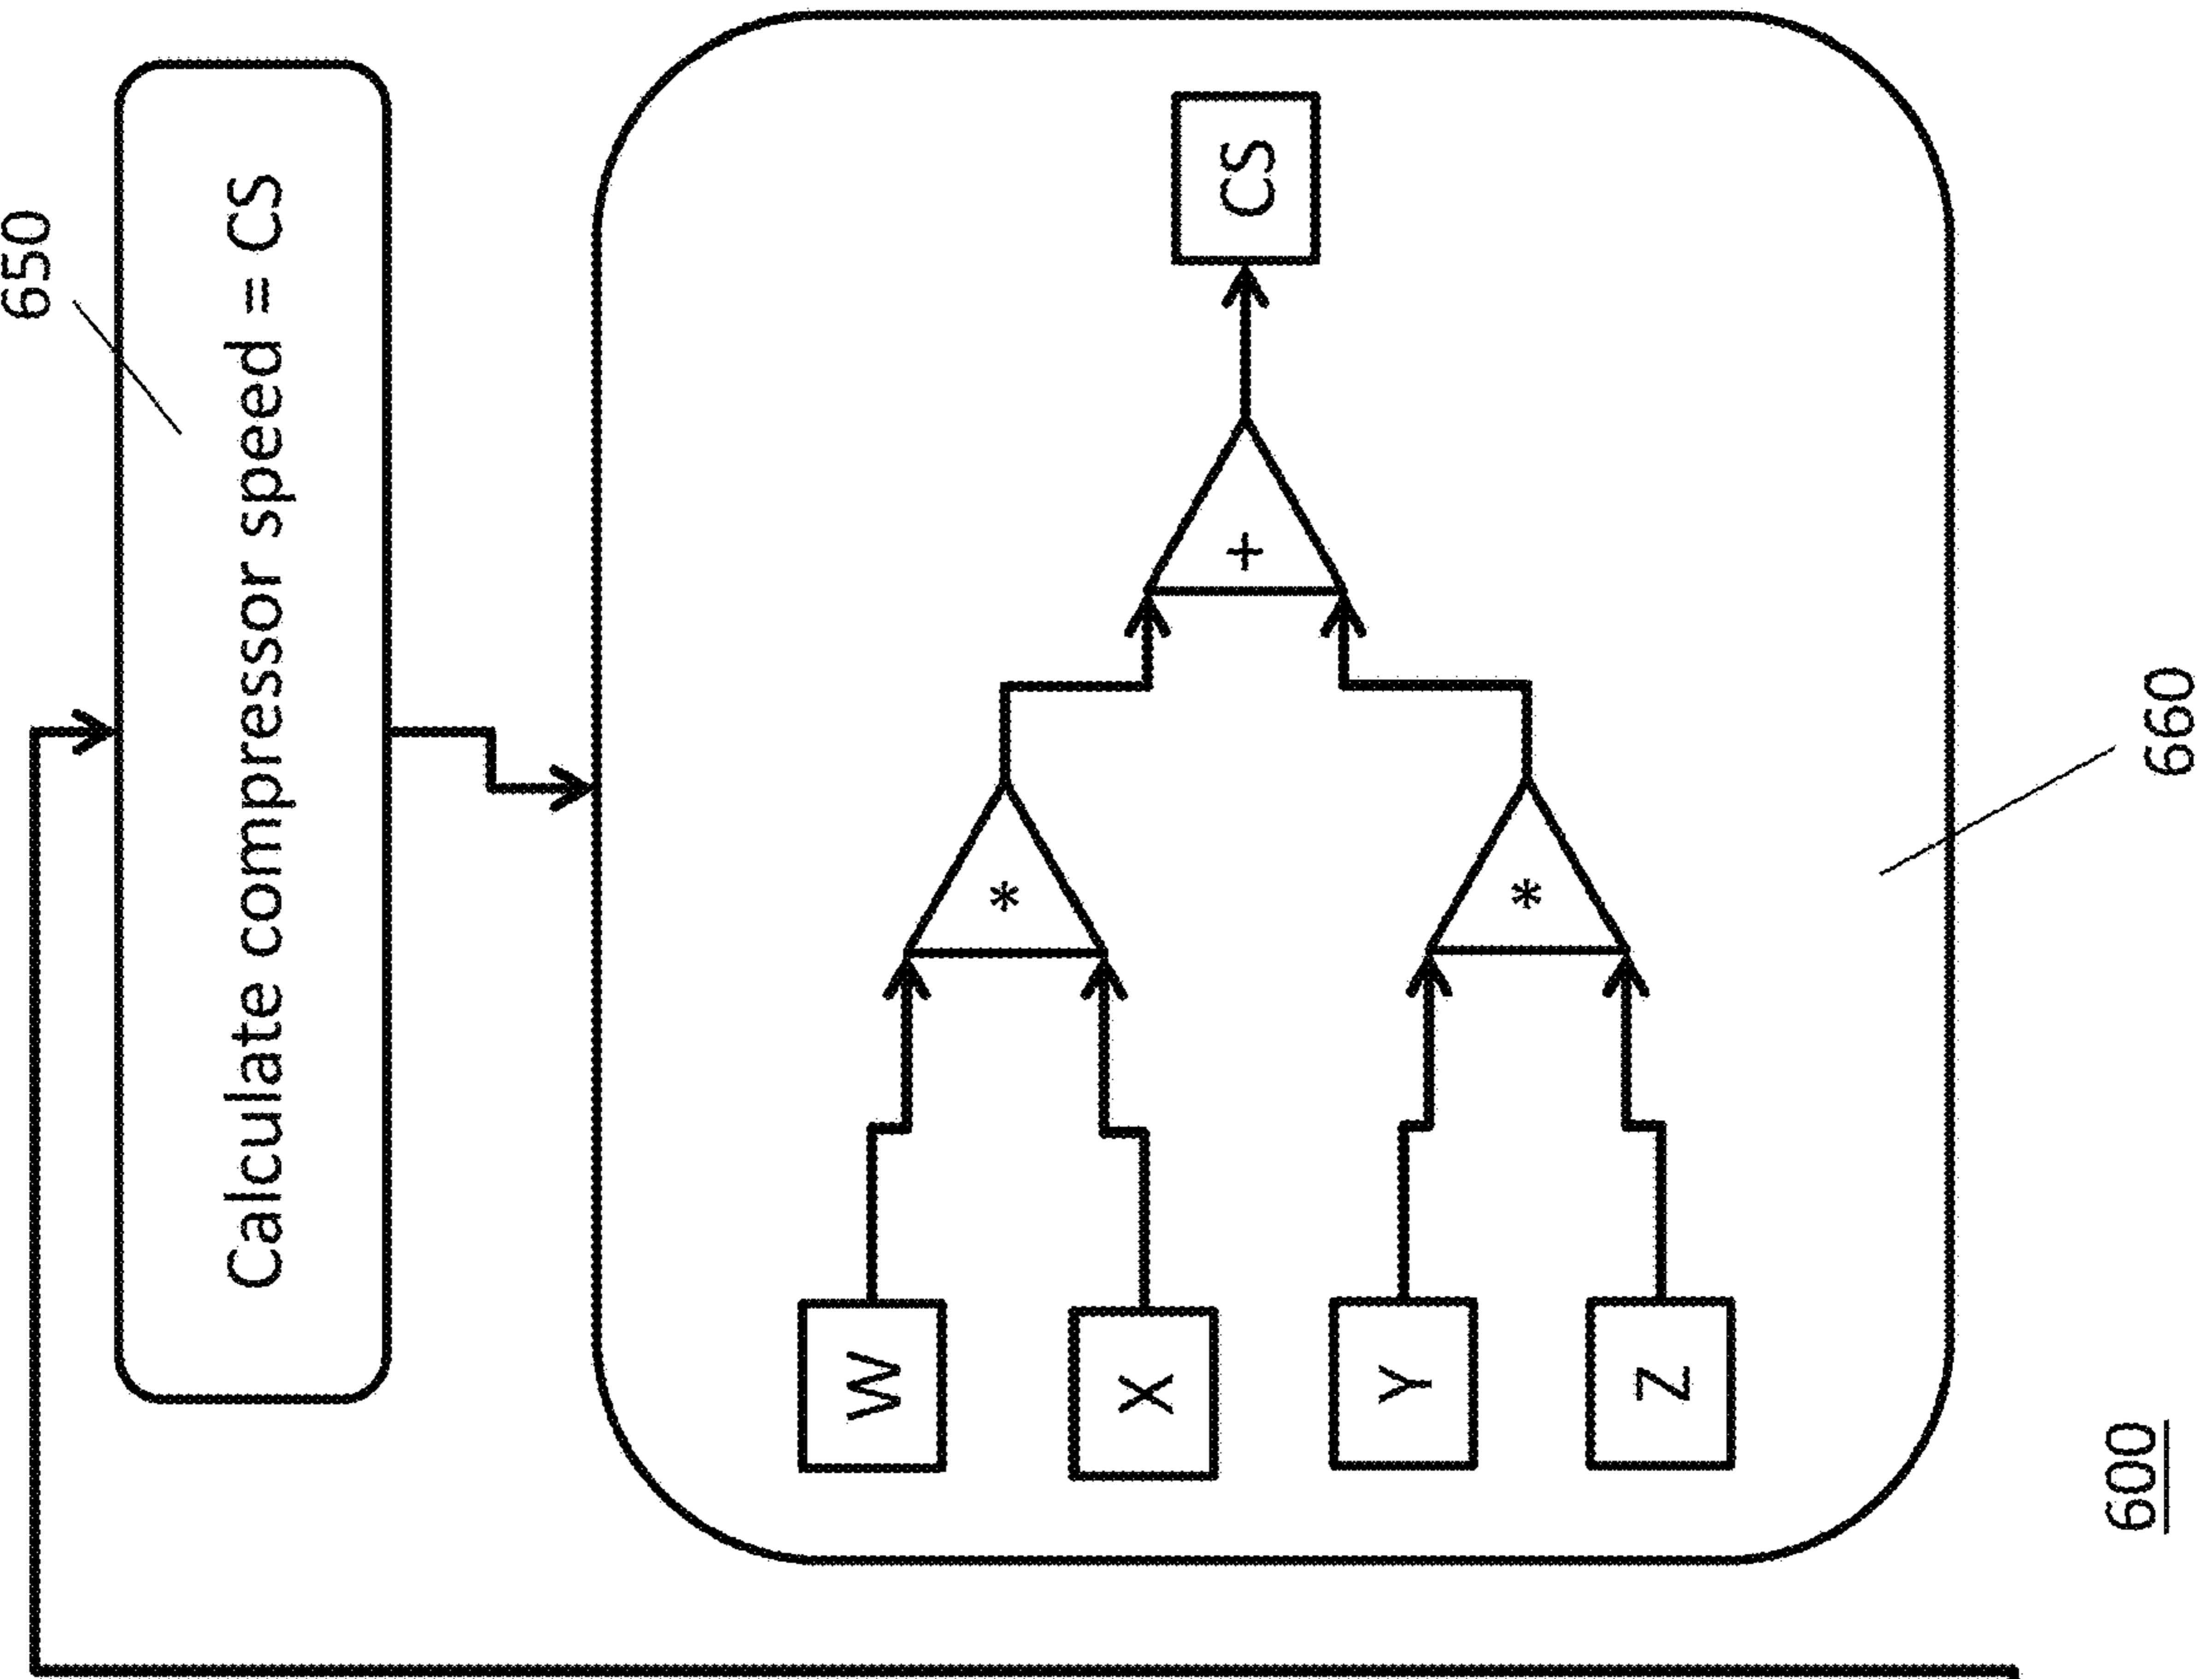 650
Calculate compressor speed = CS
W
X
Y
Z
*
*
+
CS
660
600